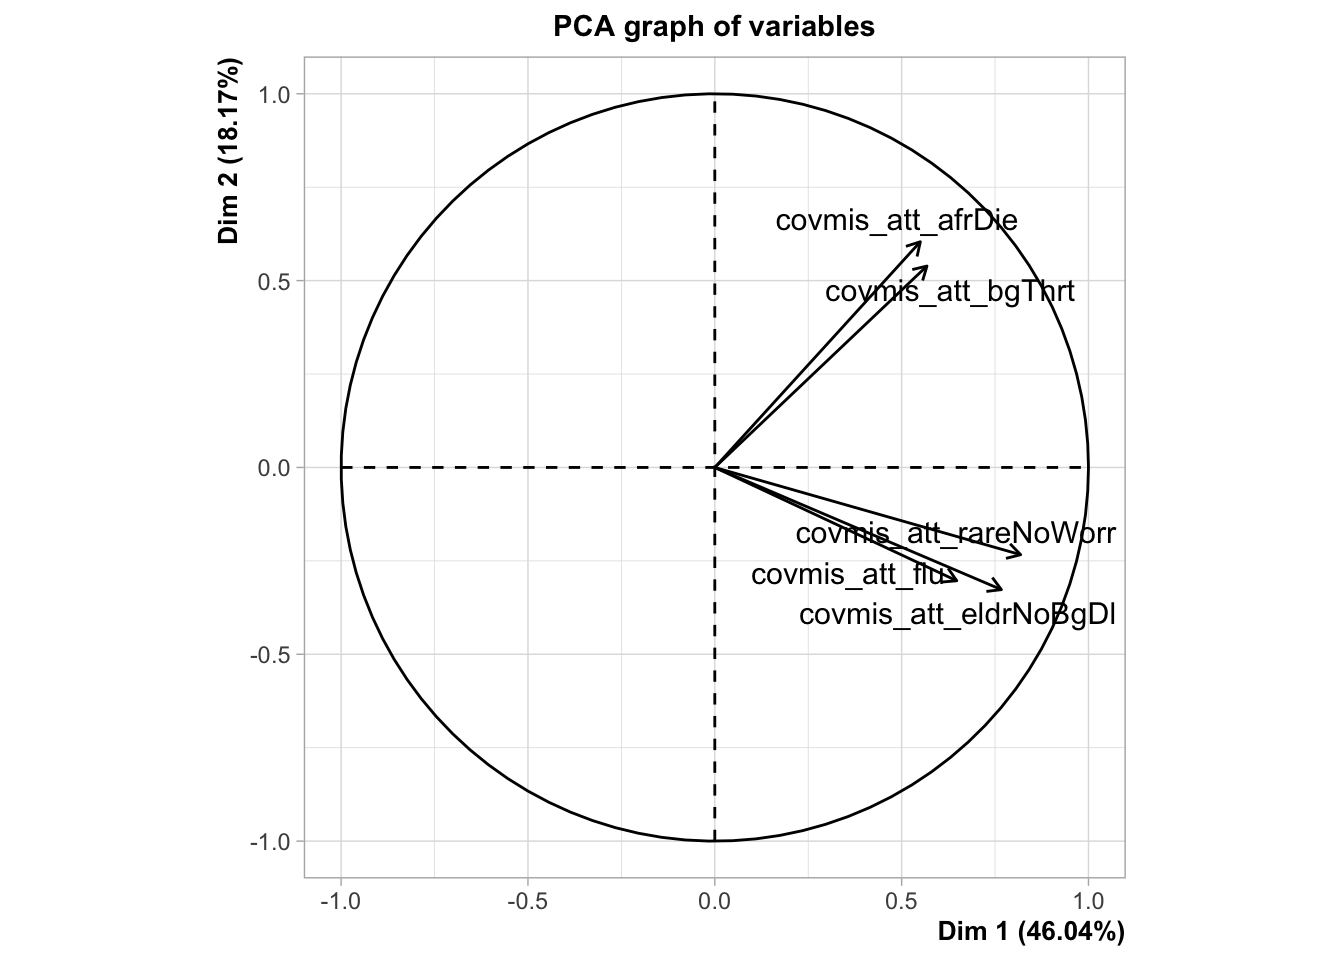 PCA graph of variables
Dim 2 (18.17%)
1.0
0.5
0.0
-0.5
-1.0
covmis_att_afrDie
covmis_att_bgThrt
covmis_att_rareNoWorr
covmis_att_flu
covmis_att_eldrNoBgDl
-1.0 -0.5 0.0 0.5 1.0
Dim 1 (46.04%)